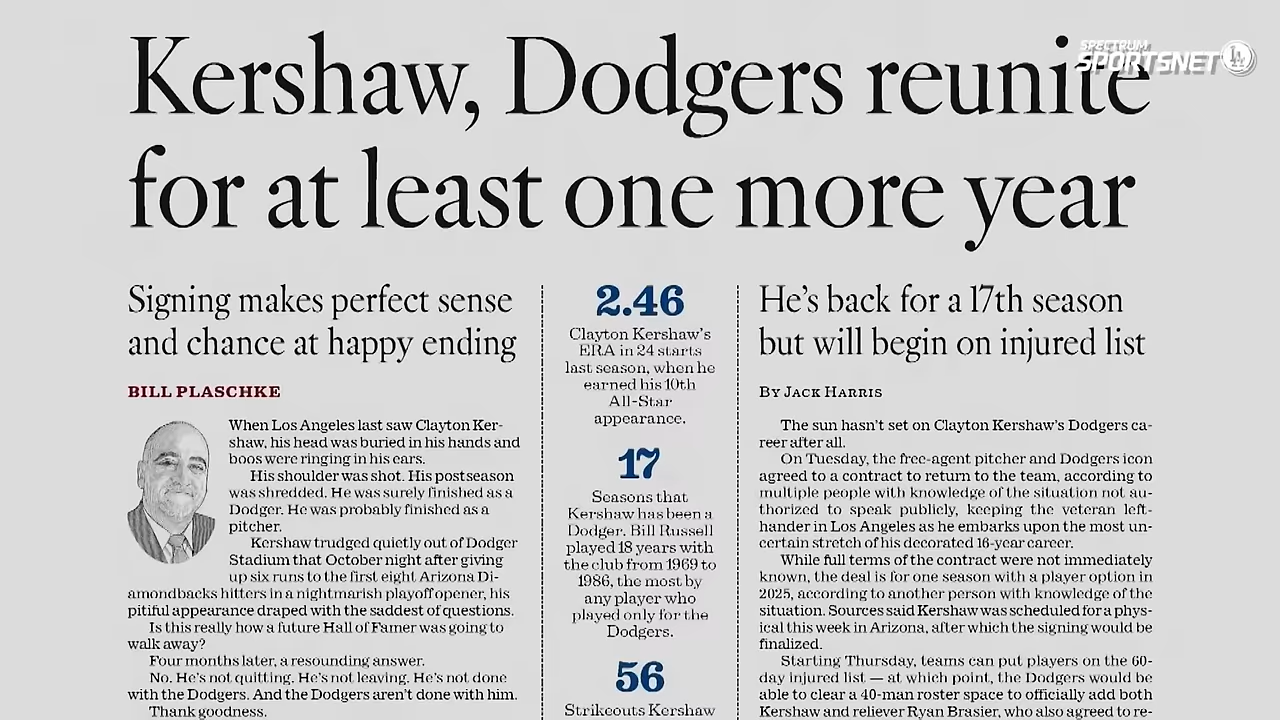 SPECTRUM
SPORTSNET LA
Kershaw, Dodgers reunite
for at least one more year
Signing makes perfect sense
and chance at happy ending
BILL PLASCHKE
When Los Angeles last saw Clayton Ker-
shaw, his head was buried in his hands and
boos were ringing in his ears.
His shoulder was shot. His postseason
was shredded. He was surely finished as a
Dodger. He was probably finished as a
pitcher.
Kershaw trudged quietly out of Dodger
Stadium that October night after giving
up six runs to the first eight Arizona Di-
amondbacks hitters in a nightmarish playoff opener, his
pitiful appearance draped with the saddest of questions.
Is this really how a future Hall of Famer was going to
walk away?
Four months later, a resounding answer.
No. He's not quitting. He's not leaving. He's not done
with the Dodgers. And the Dodgers aren't done with him.
Thank goodness.
2.46
Clayton Kershaw's
ERA in 24 starts
last season, when he
earned his 10th
All-Star
appearance.
17
Seasons that
Kershaw has been a
Dodger. Bill Russell
played 18 years with
the club from 1969 to
1986, the most by
any player who
played only for the
Dodgers.
56
Strikeouts Kershaw
He's back for a 17th season
but will begin on injured list
By Jack Harris
The sun hasn't set on Clayton Kershaw's Dodgers ca-
reer after all.
On Tuesday, the free-agent pitcher and Dodgers icon
agreed to a contract to return to the team, according to
multiple people with knowledge of the situation not au-
thorized to speak publicly, keeping the veteran left-
hander in Los Angeles as he embarks upon the most un-
certain stretch of his decorated 16-year career.
While full terms of the contract were not immediately
known, the deal is for one season with a player option in
2025, according to another person with knowledge of the
situation. Sources said Kershaw was scheduled for a phys-
ical this week in Arizona, after which the signing would be
finalized.
Starting Thursday, teams can put players on the 60-
day injured list — at which point, the Dodgers would be
able to clear a 40-man roster space to officially add both
Kershaw and reliever Ryan Brasier, who also agreed to re-